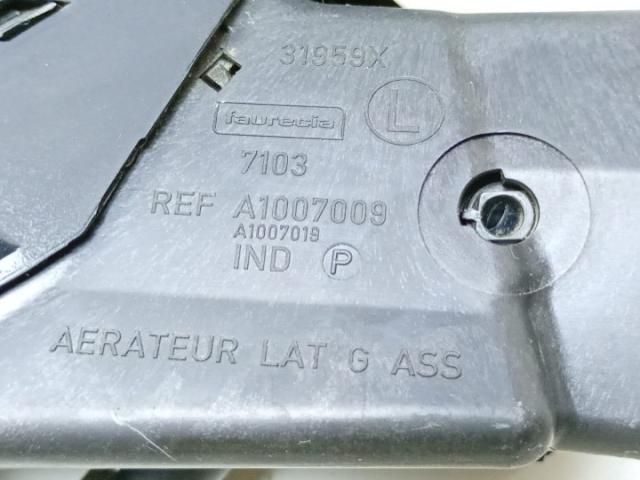 31959X
faurecia L
7103
REF A1007009
A1007019
IND P
AERATEUR LAT G ASS